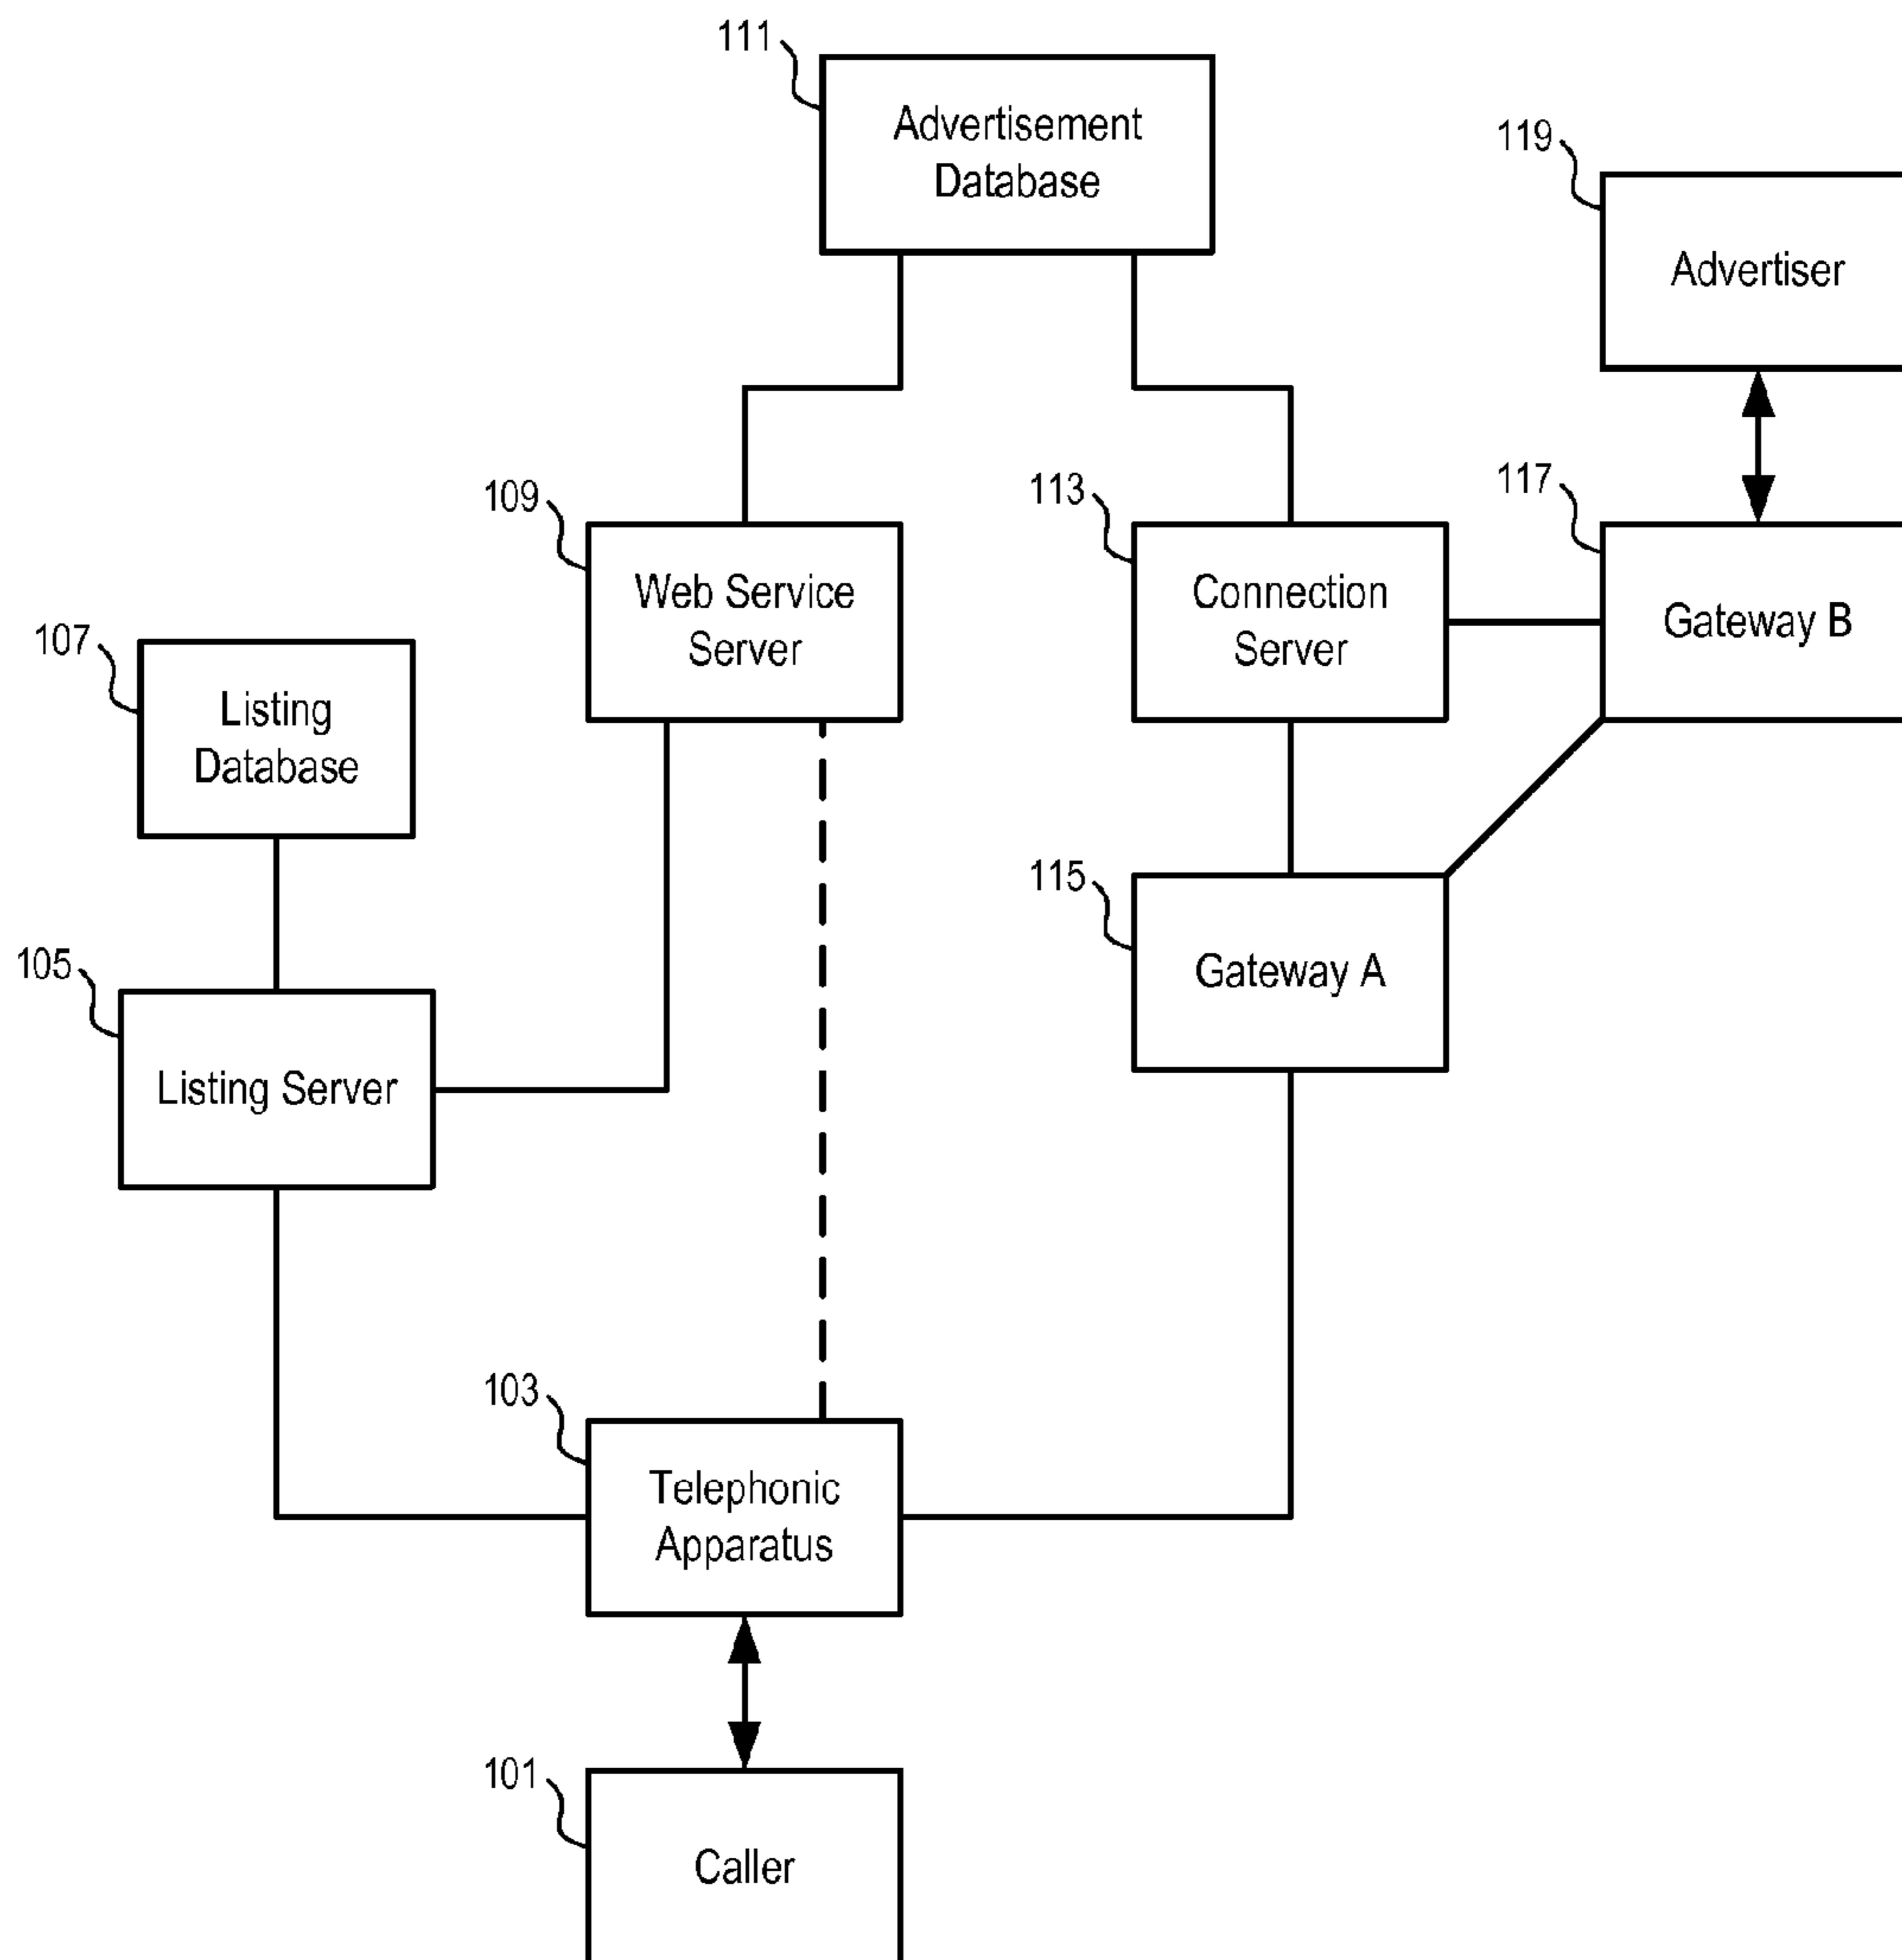 111
Advertisement
Database
119
Advertiser
109
Web Service
Server
113
Connection
Server
117
Gateway B
107
Listing
Database
115
Gateway A
105
Listing Server
103
Telephonic
Apparatus
101
Caller